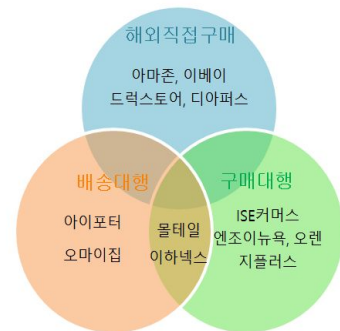 해외직접구매
아마존, 이베이
드럭스토어, 디아퍼스
배송대행
아이포터
오마이집
몰테일
이하넥스
구매대행
ISE커머스
엔조이뉴욕, 오렌
지플러스